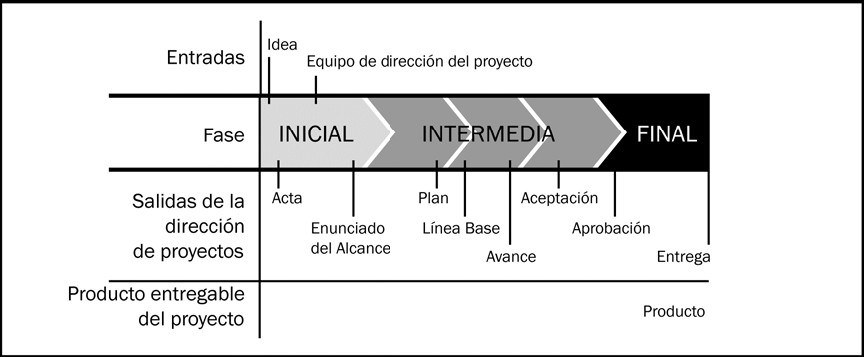 Idea
Entradas
Equipo de dirección del proyecto
Fase
INICIAL
INTERMEDIA
FINAL
Salidas de la
dirección
de proyectos
Acta
Plan
Aceptación
Enunciado
del Alcance
Línea Base
Aprobación
Avance
Entrega
Producto entregable
del proyecto
Producto